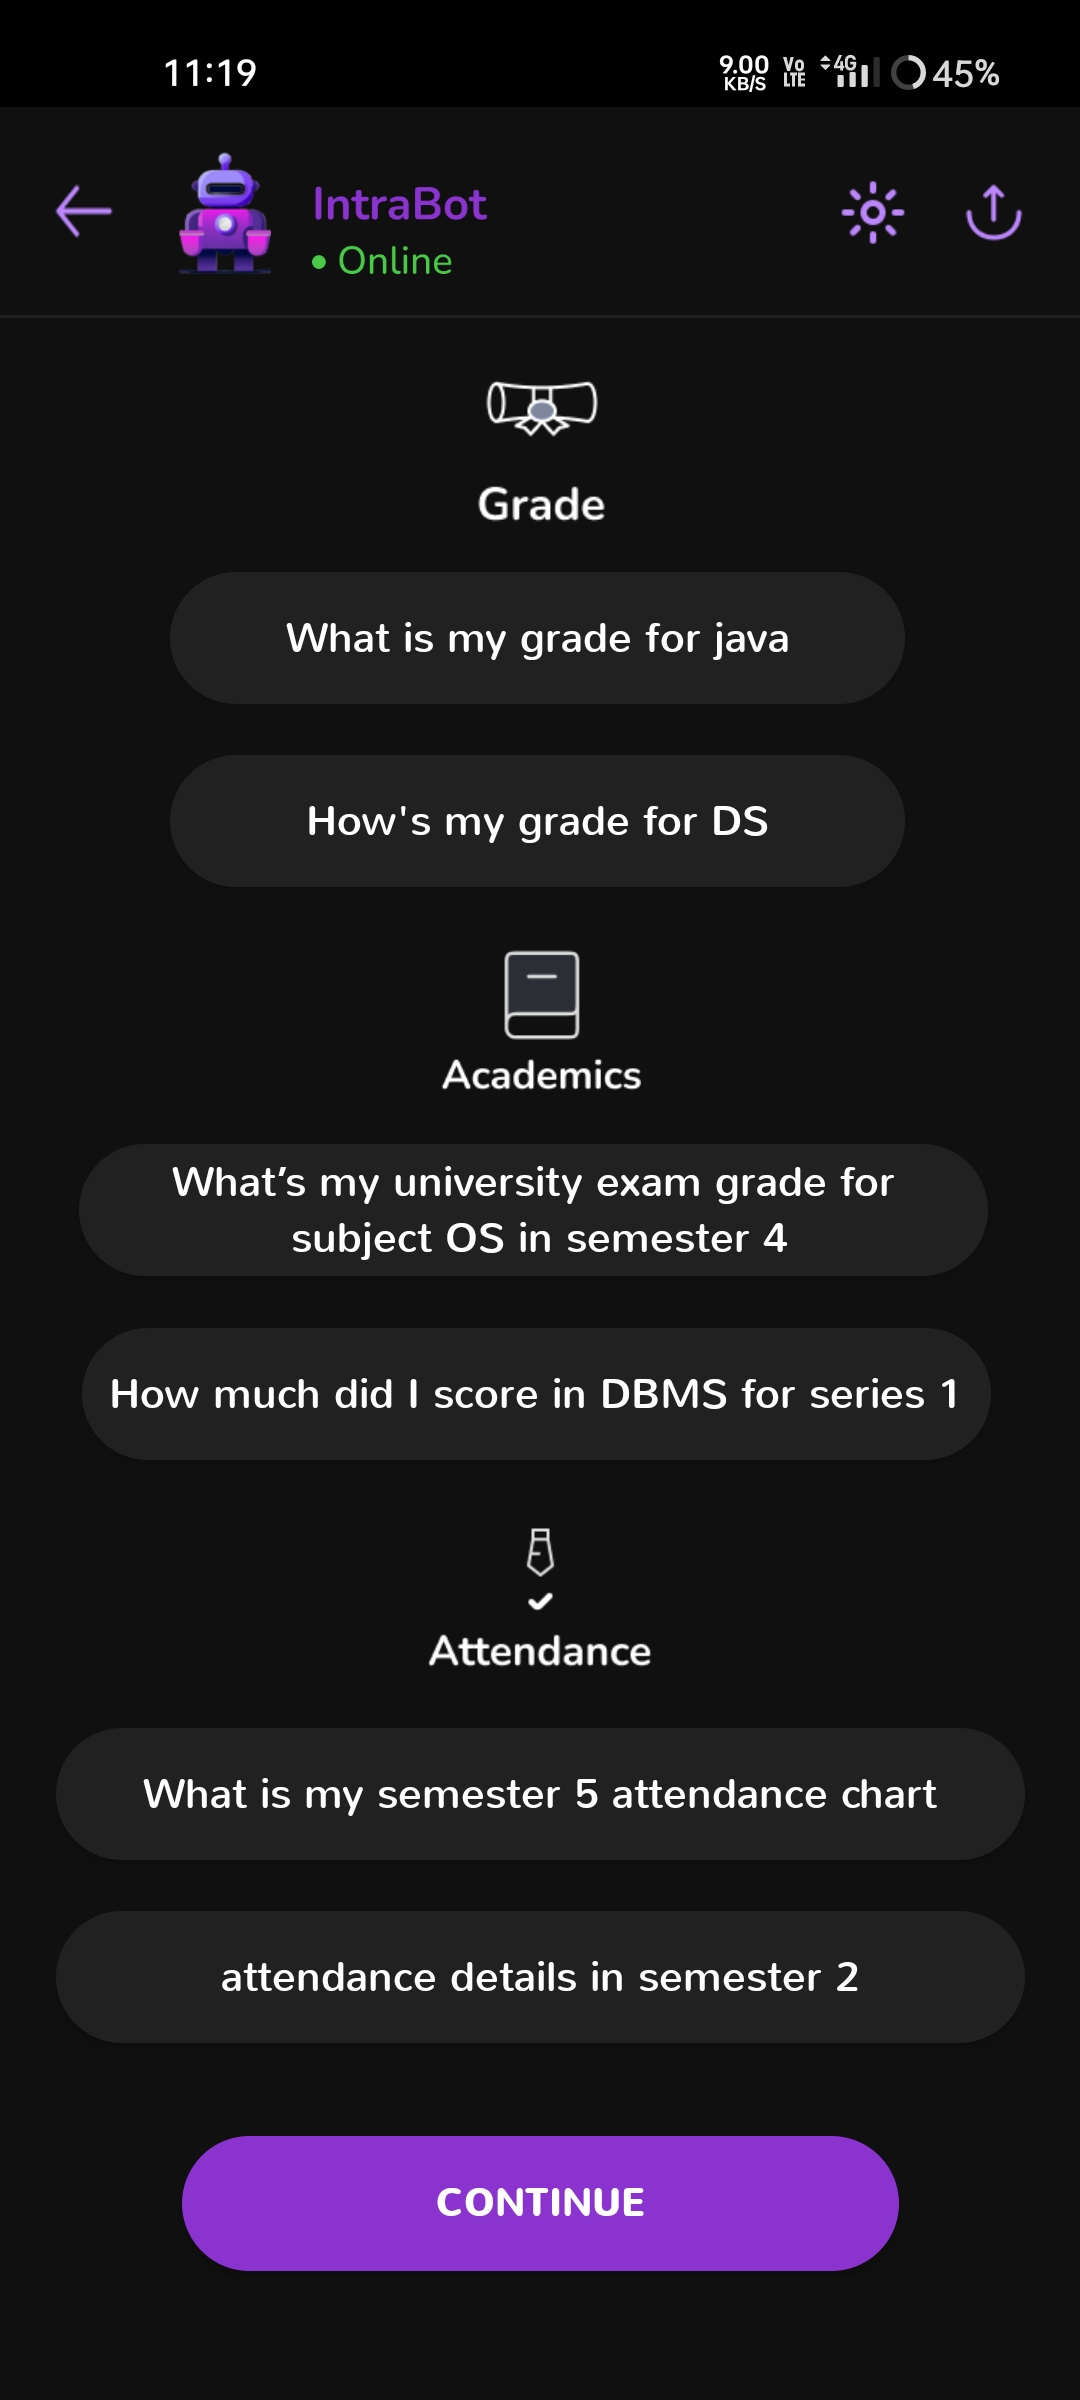 11:19
9.00 KB/S Vo LTE 4G 45%
IntraBot
• Online
Grade
What is my grade for java
How's my grade for DS
Academics
What’s my university exam grade for
subject OS in semester 4
How much did I score in DBMS for series 1
Attendance
What is my semester 5 attendance chart
attendance details in semester 2
CONTINUE